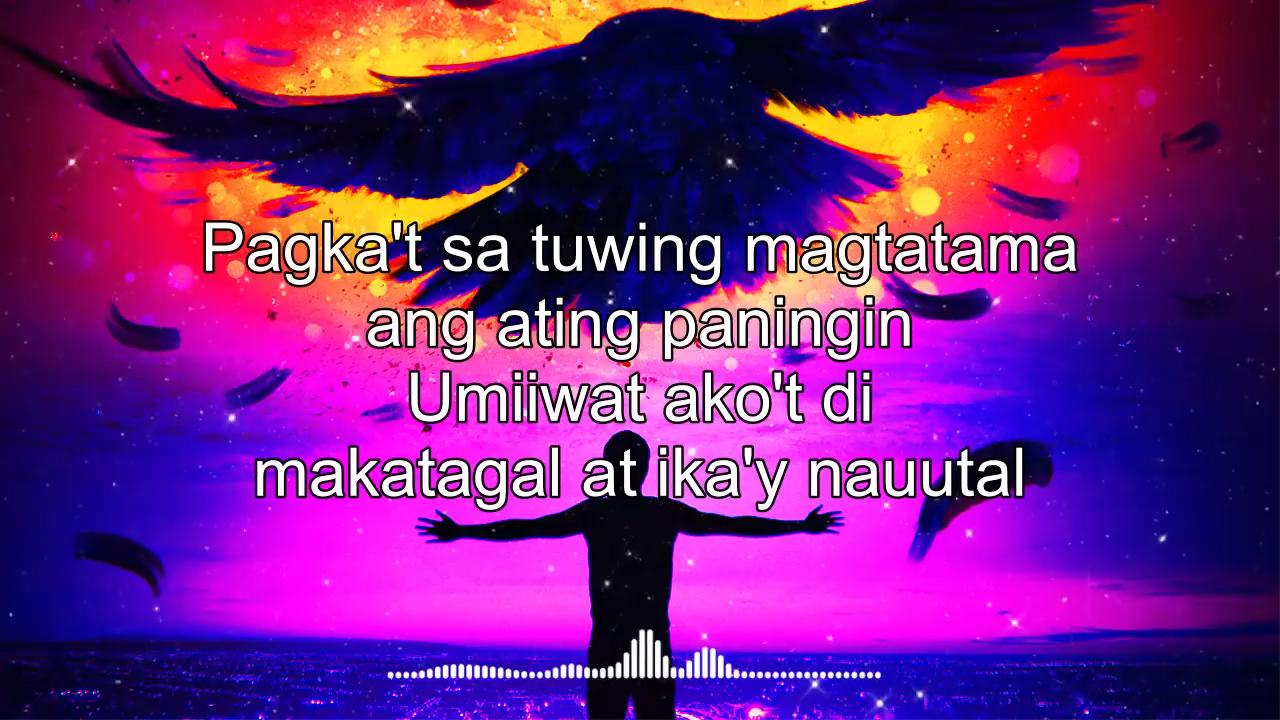 Pagka't sa tuwing magtatama
ang ating paningin
Umiiwat ako't di
makatagal at ika'y nauutal